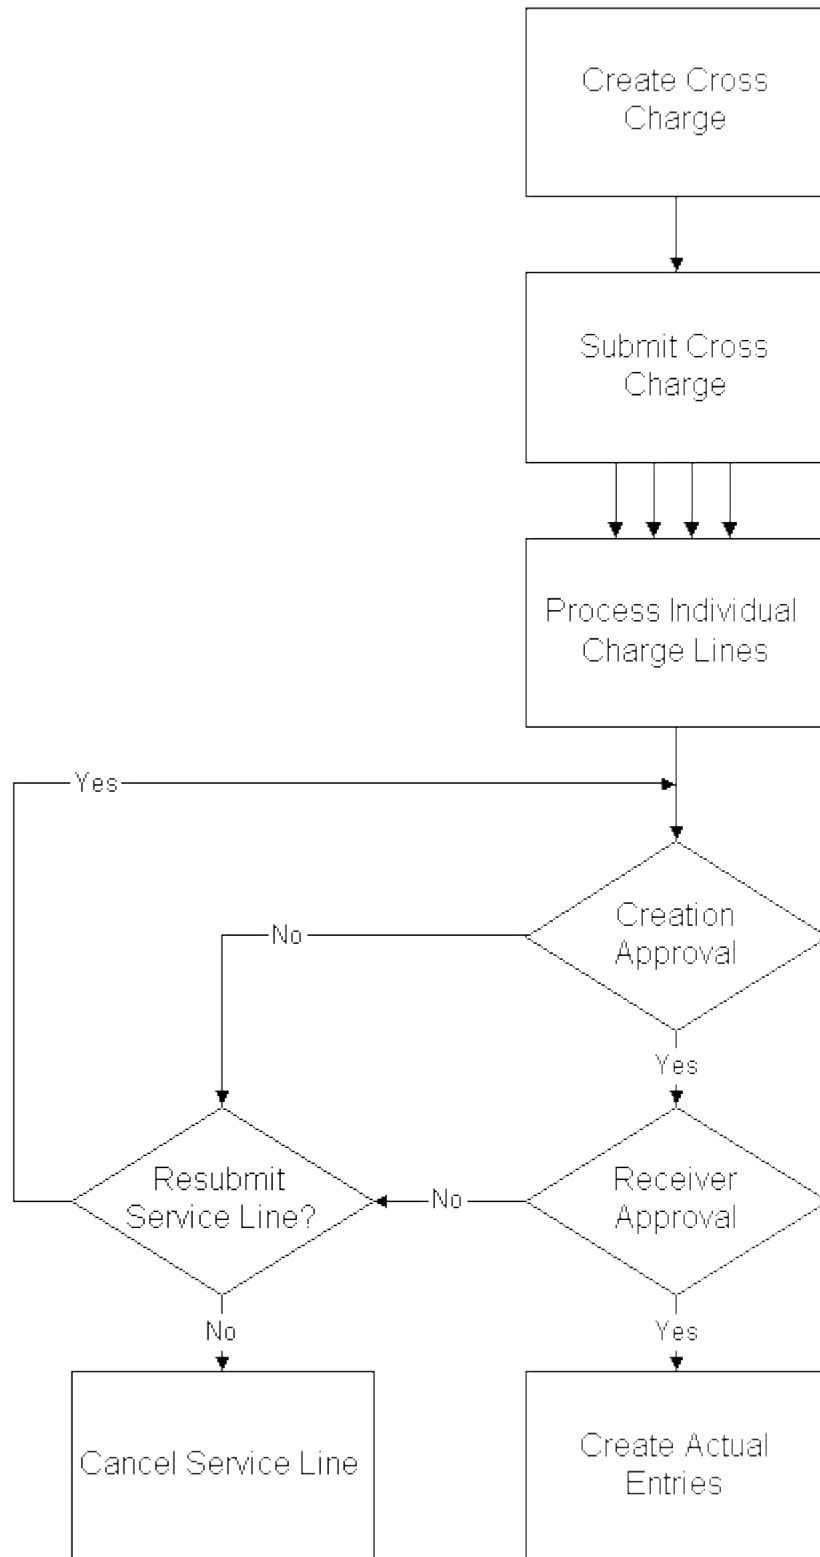 Create Cross
Charge
Submit Cross
Charge
Process Individual
Charge Lines
Yes
Creation
Approval
No
Yes
Resubmit
Service Line?
No
Receiver
Approval
No
Yes
Cancel Service Line
Create Actual
Entries